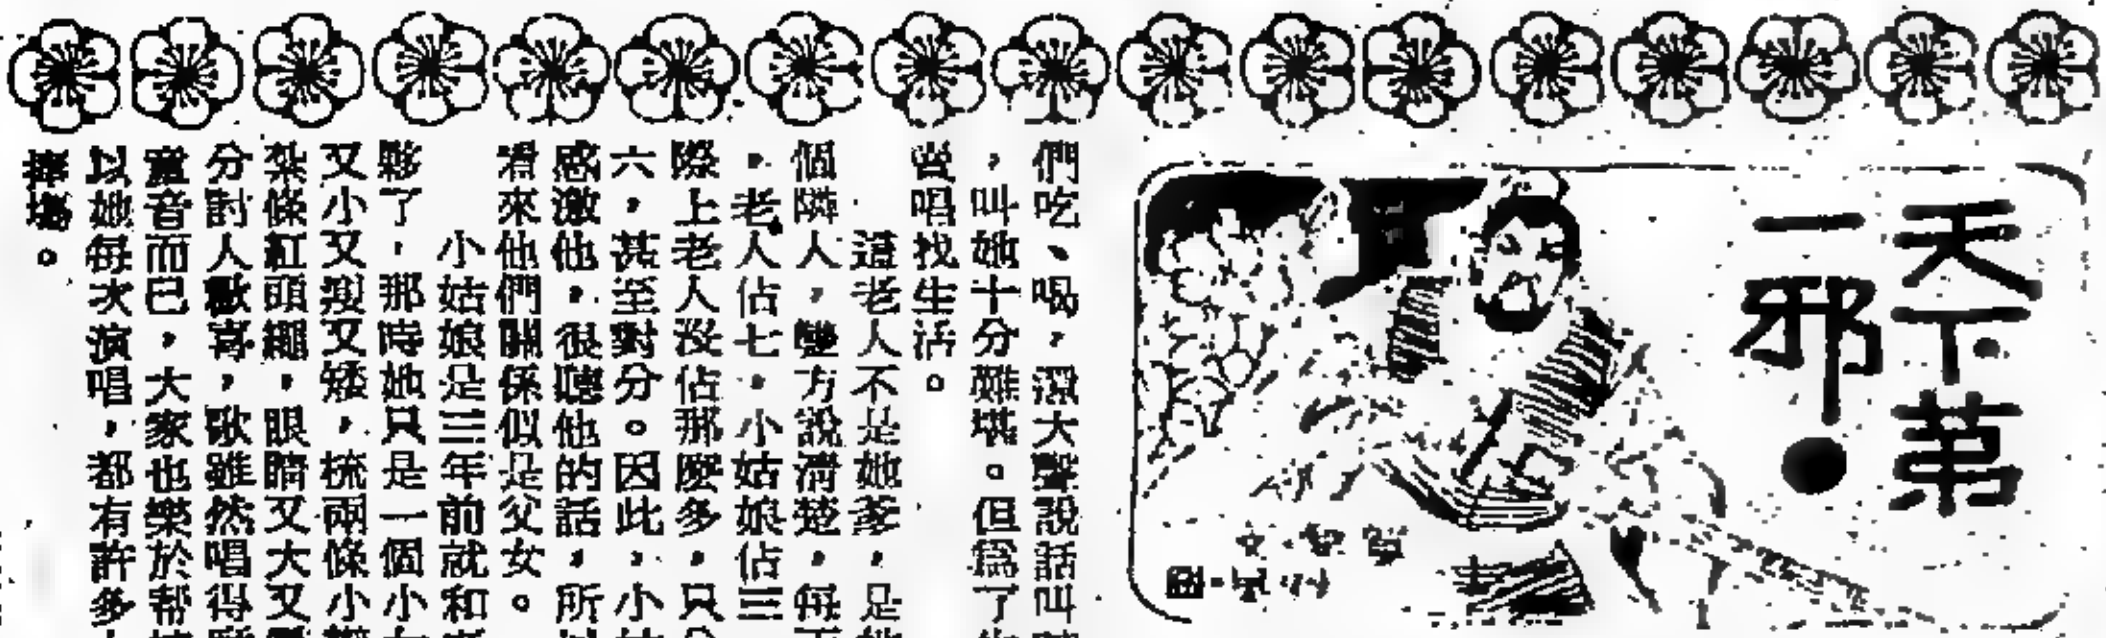 天下第
一邪
們吃、喝，還大聲說話叫
，叫她十分難堪。但爲了
賣唱找生活。
這老人不是她爹，是
個隣人，雙方說清楚，每
，老人佔七，小姑娘佔三
際上老人沒佔那麼多，只
六，甚至對分。因此，小
感激他，很聽他的話，所
看來他們關係似是父女。
小姑娘是三年前就和
夥了，那時她只是一個小
又小又瘦又矮，梳兩條小辮
紮條紅頭繩，眼睛又大又
分討人歡喜，歌雖然唱得
童音而已，大家也樂於帮
以她每次演唱，都有許多
捧場。